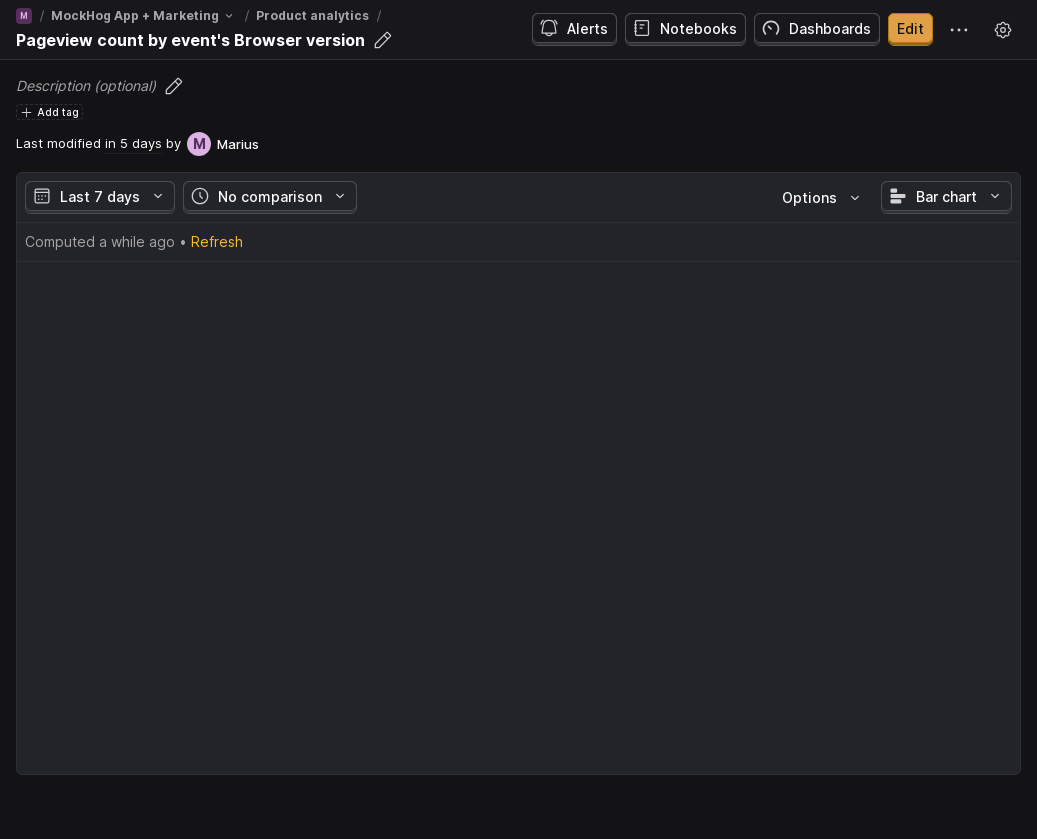 M / MockHog App + Marketing / Product analytics /
Pageview count by event's Browser version
Alerts Notebooks Dashboards Edit
Description (optional)
Add tag
Last modified in 5 days by M Marius
Last 7 days No comparison Options Bar chart
Computed a while ago • Refresh